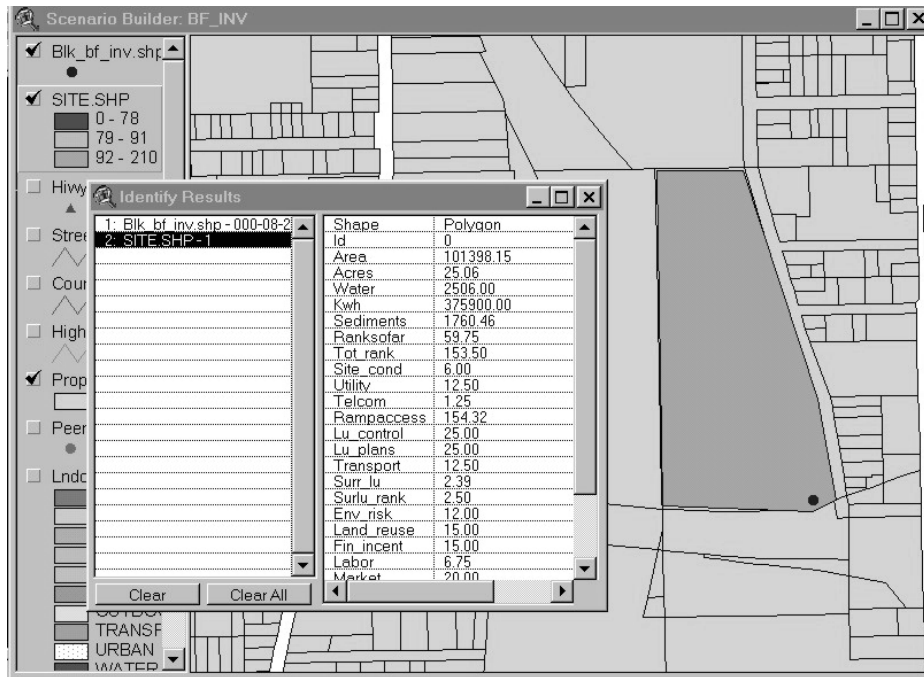 Scenario Builder: BF_INV
Blk_bf_inv.shp
SITE.SHP
0 - 78
79 - 91
92 - 210
Hiwy
Stree
Coun
High
Prop
Peer
Lndc
TRANSF
URBAN
WATER
Identify Results
1: Blk_bf_inv.shp - 000-08-2
2: SITE.SHP - 1
Shape Polygon
Id 0
Area 101398.15
Acres 25.06
Water 2506.00
Kwh 375900.00
Sediments 1760.46
Ranksofar 59.75
Tot_rank 153.50
Site_cond 6.00
Utility 12.50
Telcom 1.25
Rampaccess 154.32
Lu_control 25.00
Lu_plans 25.00
Transport 12.50
Surr_lu 2.39
Surlu_rank 2.50
Env_risk 12.00
Land_reuse 15.00
Fin_incent 15.00
Labor 6.75
Market 20.00
Clear
Clear All